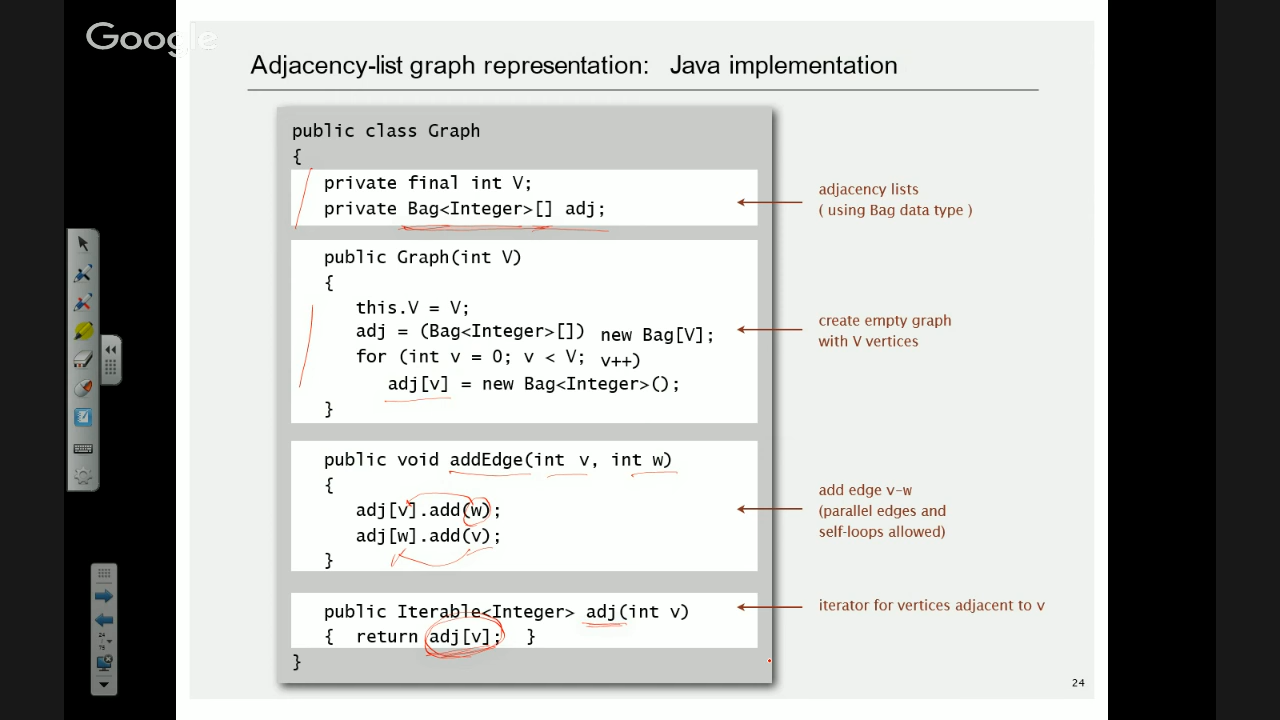 Google
Adjacency-list graph representation: Java implementation
public class Graph
{
private final int V;
private Bag<Integer>[] adj;
adjacency lists
( using Bag data type )
public Graph(int V)
{
this.V = V;
adj = (Bag<Integer>[]) new Bag[V];
for (int v = 0; v < V; v++)
adj[v] = new Bag<Integer>();
}
create empty graph
with V vertices
public void addEdge(int v, int w)
{
adj[v].add(w);
adj[w].add(v);
}
add edge v-w
(parallel edges and
self-loops allowed)
public Iterable<Integer> adj(int v)
{ return adj[v]; }
iterator for vertices adjacent to v
}
24
24
75